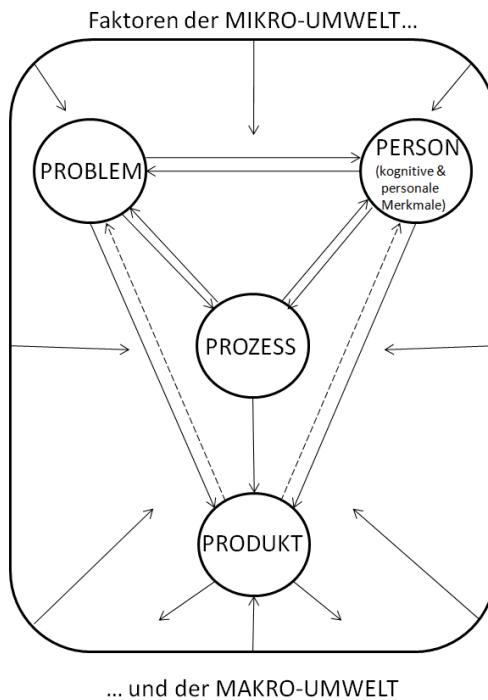 Faktoren der MIKRO-UMWELT...
PROBLEM
PERSON
(kognitive &
personale
Merkmale)
PROZESS
PRODUKT
... und der MAKRO-UMWELT